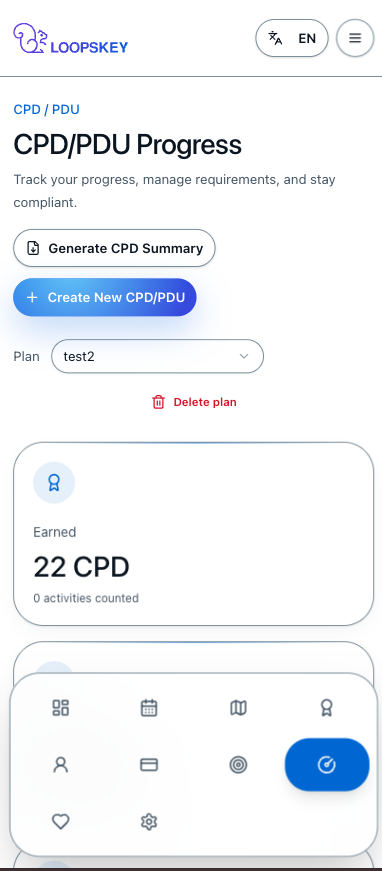 LOOPSKEY
EN
CPD / PDU
CPD/PDU Progress
Track your progress, manage requirements, and stay
compliant.
Generate CPD Summary
Create New CPD/PDU
Plan
test2
Delete plan
Earned
22 CPD
0 activities counted